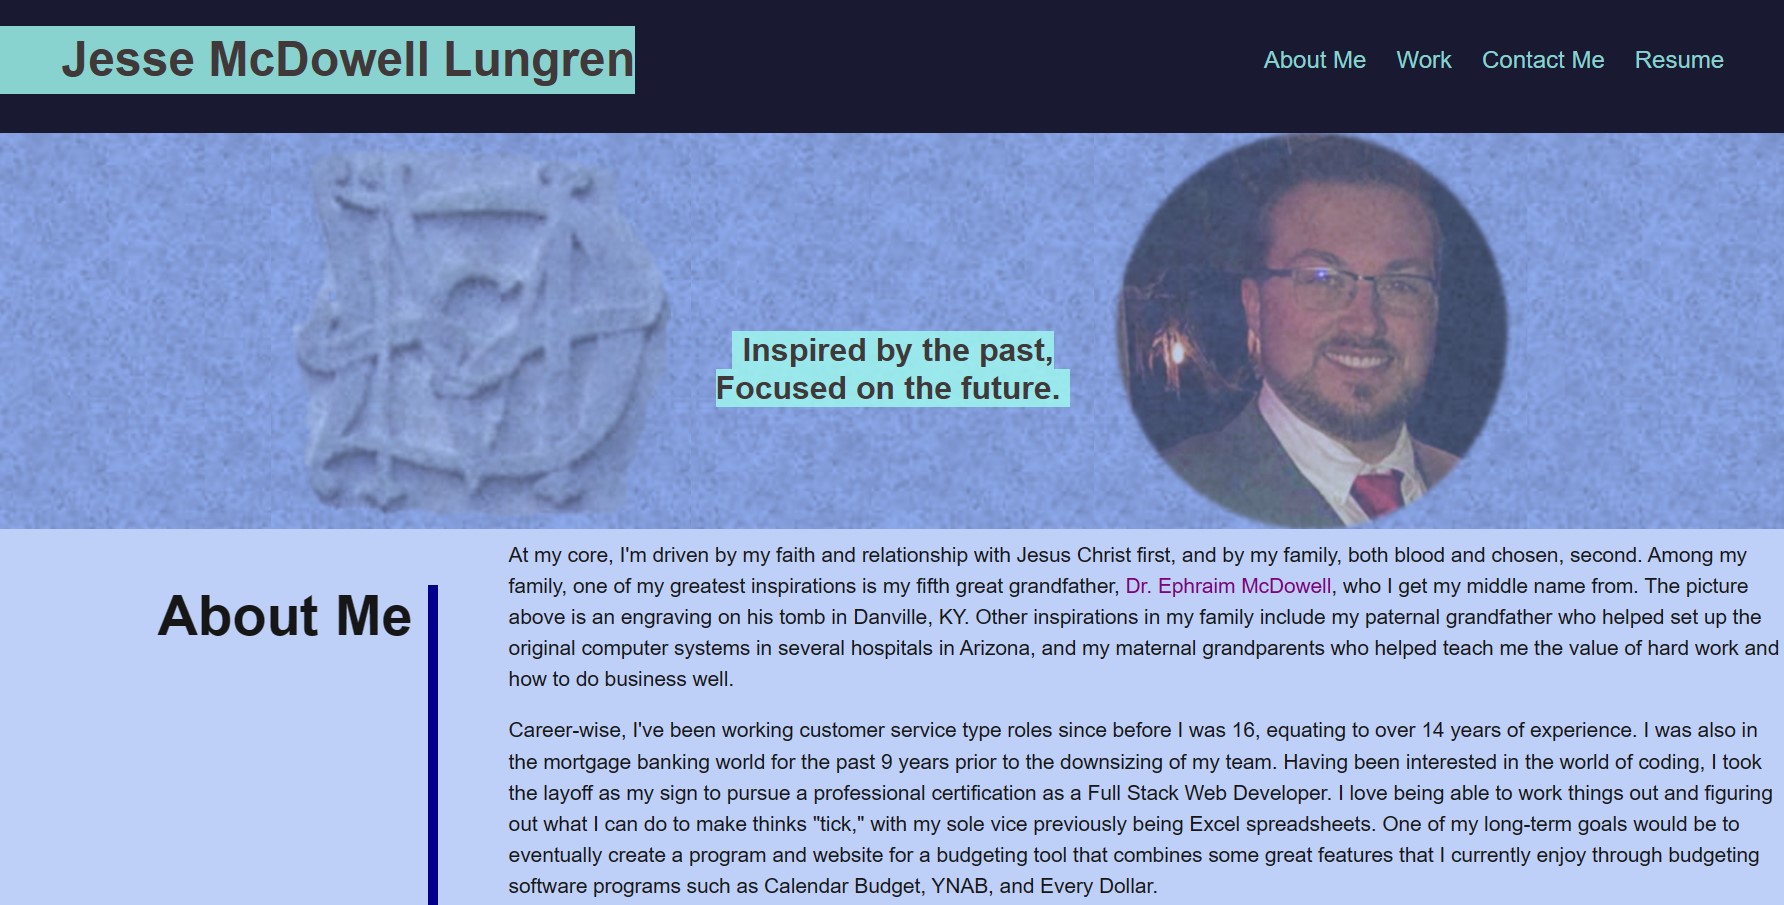 Jesse McDowell Lungren
About Me Work Contact Me Resume
Inspired by the past,
Focused on the future.
About Me
At my core, I'm driven by my faith and relationship with Jesus Christ first, and by my family, both blood and chosen, second. Among my
family, one of my greatest inspirations is my fifth great grandfather, Dr. Ephraim McDowell, who I get my middle name from. The picture
above is an engraving on his tomb in Danville, KY. Other inspirations in my family include my paternal grandfather who helped set up the
original computer systems in several hospitals in Arizona, and my maternal grandparents who helped teach me the value of hard work and
how to do business well.
Career-wise, I've been working customer service type roles since before I was 16, equating to over 14 years of experience. I was also in
the mortgage banking world for the past 9 years prior to the downsizing of my team. Having been interested in the world of coding, I took
the layoff as my sign to pursue a professional certification as a Full Stack Web Developer. I love being able to work things out and figuring
out what I can do to make thinks "tick," with my sole vice previously being Excel spreadsheets. One of my long-term goals would be to
eventually create a program and website for a budgeting tool that combines some great features that I currently enjoy through budgeting
software programs such as Calendar Budget, YNAB, and Every Dollar.